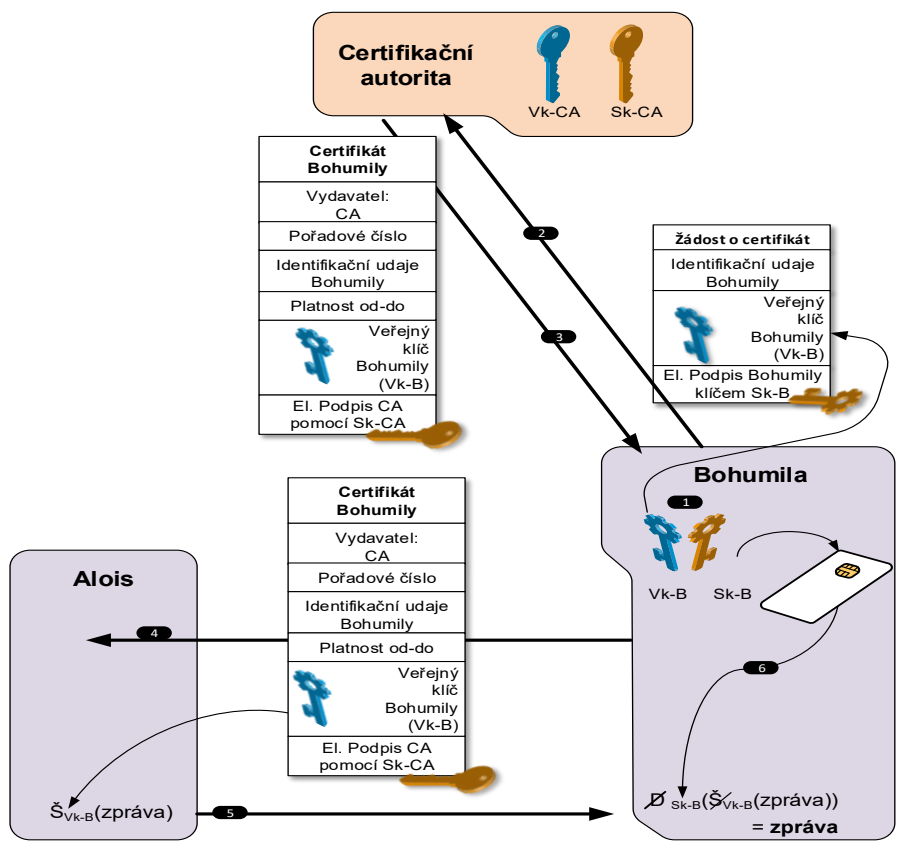 Certifikační
autorita
Vk-CA
Sk-CA
Certifikát
Bohumily
Vydavatel:
CA
Pořadové číslo
Identifikační udaje
Bohumily
Platnost od-do
Veřejný
klíč
Bohumily
(Vk-B)
El. Podpis CA
pomocí Sk-CA
2
3
Žádost o certifikát
Identifikační udaje
Bohumily
Veřejný
klíč
Bohumily
(Vk-B)
El. Podpis Bohumily
klíčem Sk-B
Bohumila
1
Vk-B
Sk-B
6
Certifikát
Bohumily
Vydavatel:
CA
Pořadové číslo
Identifikační udaje
Bohumily
Platnost od-do
Veřejný
klíč
Bohumily
(Vk-B)
El. Podpis CA
pomocí Sk-CA
Alois
4
ŠVk-B(zpráva)
5
D Sk-B(ŠVk-B(zpráva))
= zpráva